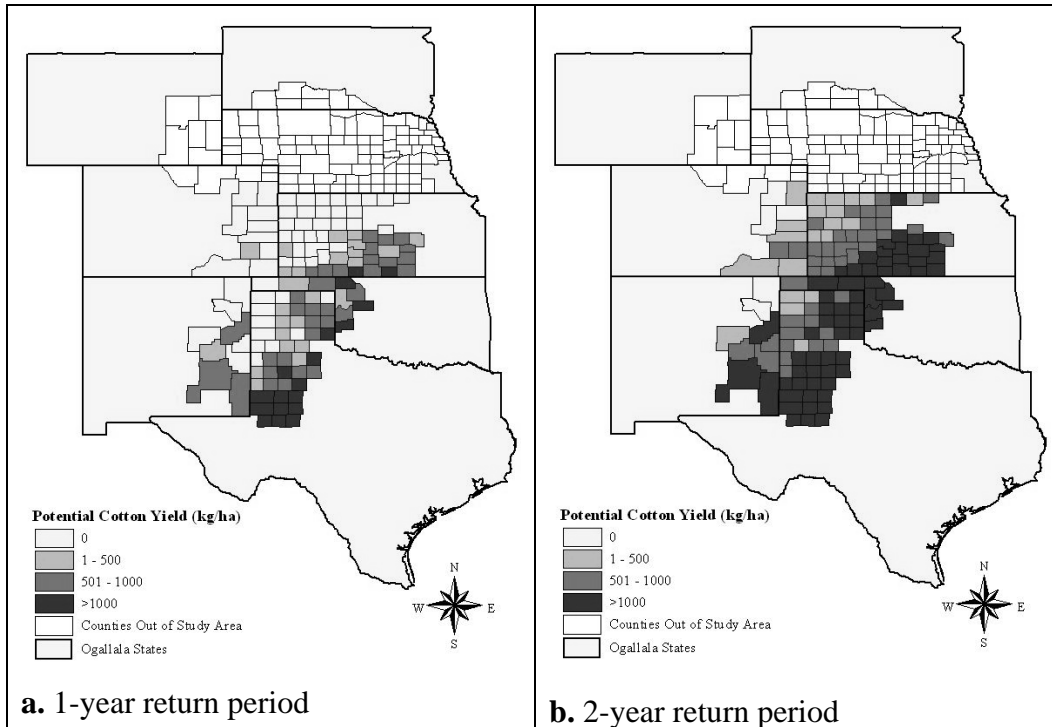 Potential Cotton Yield (kg/ha)
0
1 - 500
501 - 1000
>1000
Counties Out of Study Area
Ogallala States
N
W E
S
a. 1-year return period
Potential Cotton Yield (kg/ha)
0
1 - 500
501 - 1000
>1000
Counties Out of Study Area
Ogallala States
N
W E
S
b. 2-year return period